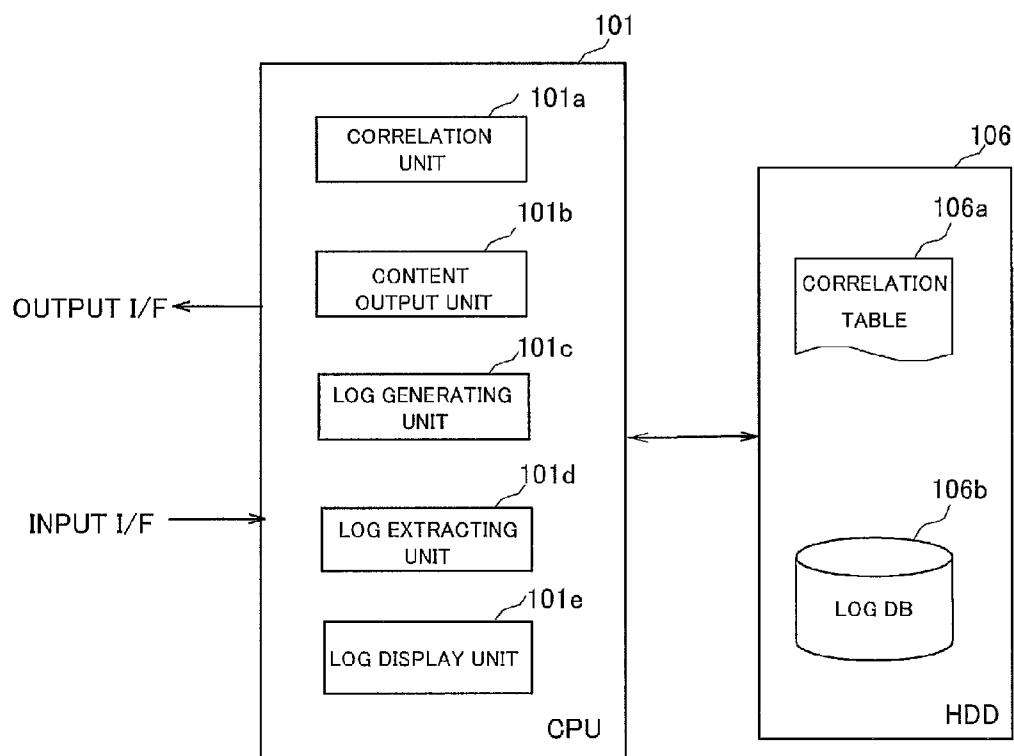 101
101a
CORRELATION
UNIT
101b
CONTENT
OUTPUT UNIT
OUTPUT I/F
101c
LOG GENERATING
UNIT
101d
LOG EXTRACTING
UNIT
INPUT I/F
101e
LOG DISPLAY UNIT
CPU
106
106a
CORRELATION
TABLE
106b
LOG DB
HDD